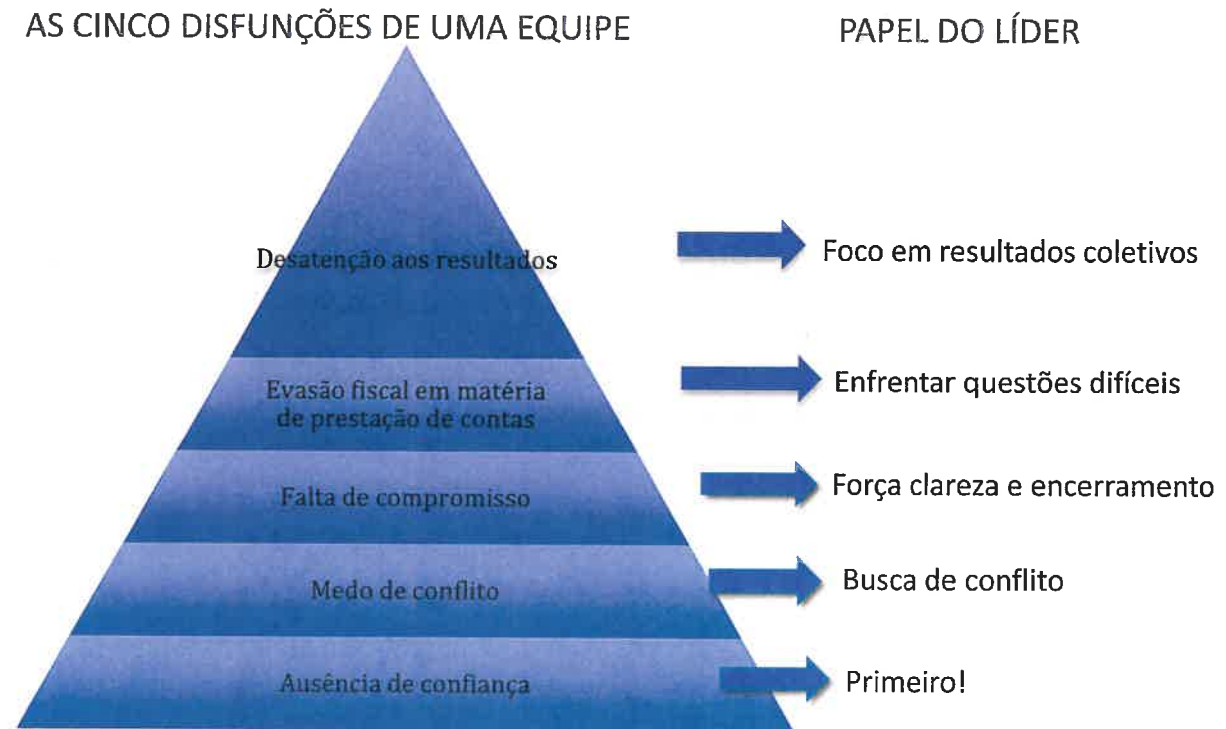 AS CINCO DISFUNÇÕES DE UMA EQUIPE
PAPEL DO LÍDER
Desatenção aos resultados
Foco em resultados coletivos
Evasão fiscal em matéria
de prestação de contas
Enfrentar questões difíceis
Falta de compromisso
Força clareza e encerramento
Medo de conflito
Busca de conflito
Ausência de confiança
Primeiro!